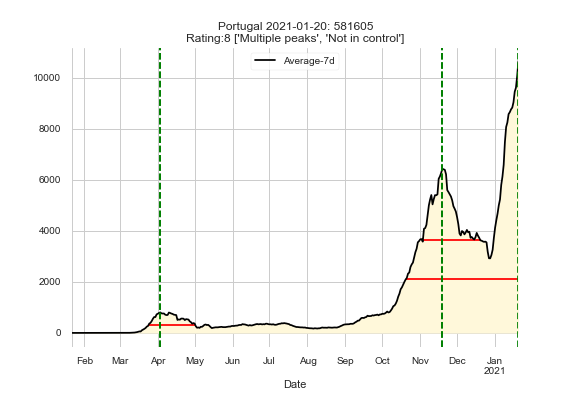 Portugal 2021-01-20: 581605
Rating:8 ['Multiple peaks', 'Not in control']
Average-7d
10000
8000
6000
4000
2000
0
Feb Mar Apr May Jun Jul Aug Sep Oct Nov Dec Jan
2021
Date